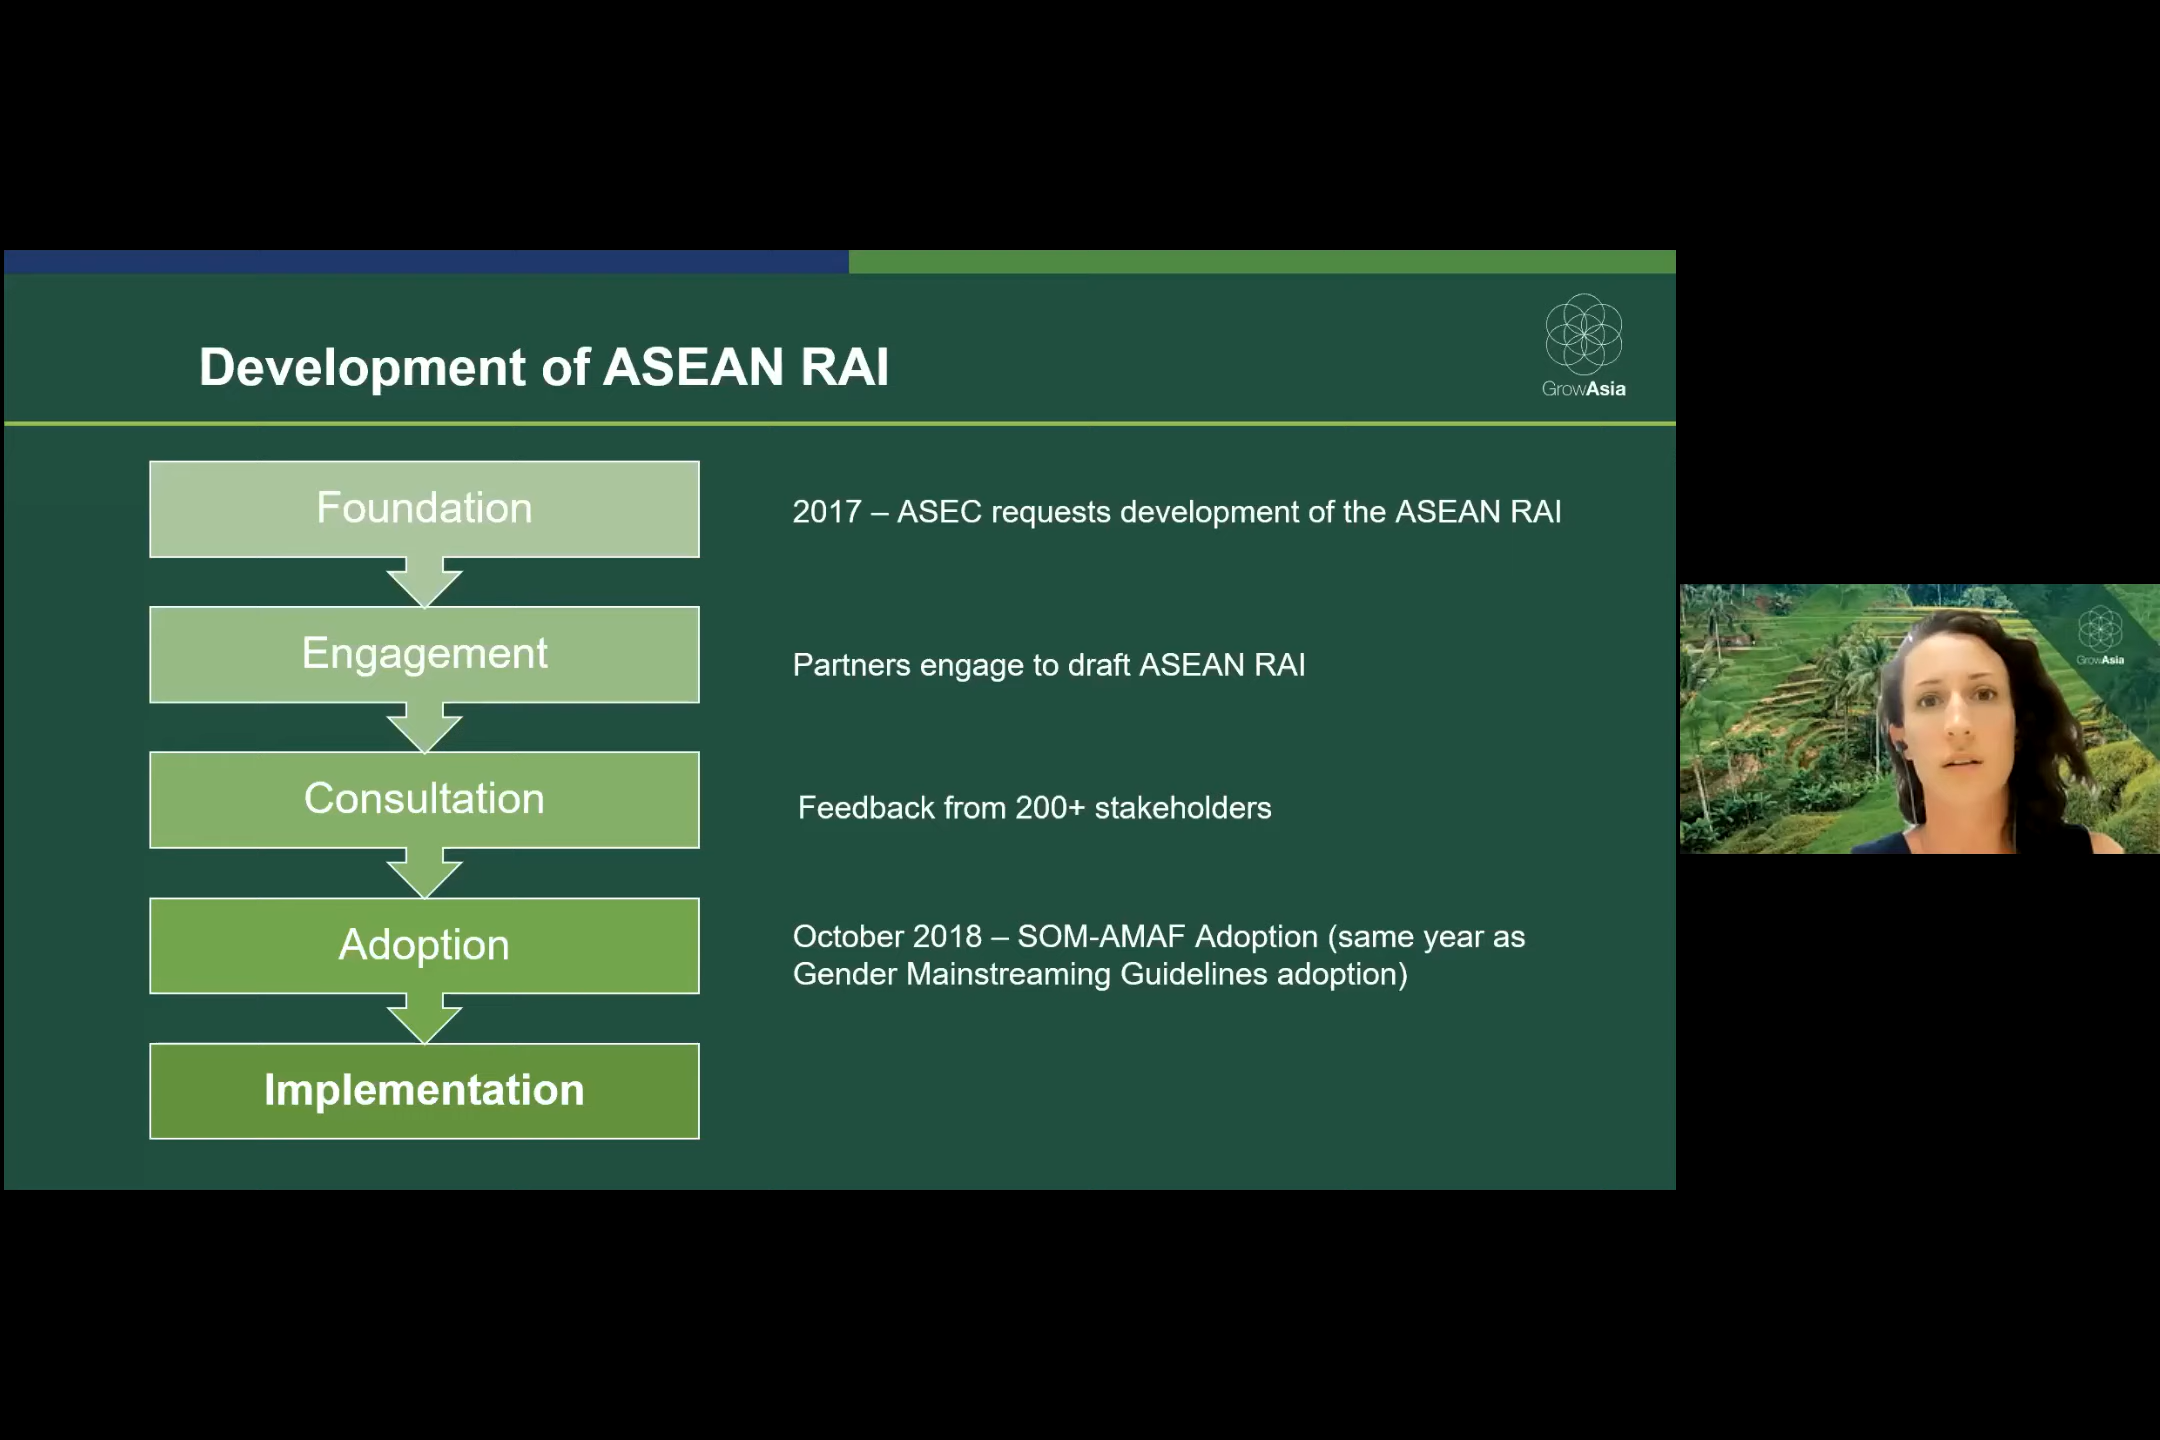 Development of ASEAN RAI
GrowAsia
Foundation
2017 – ASEC requests development of the ASEAN RAI
Engagement
Partners engage to draft ASEAN RAI
Consultation
Feedback from 200+ stakeholders
Adoption
October 2018 – SOM-AMAF Adoption (same year as
Gender Mainstreaming Guidelines adoption)
Implementation
GrowAsia